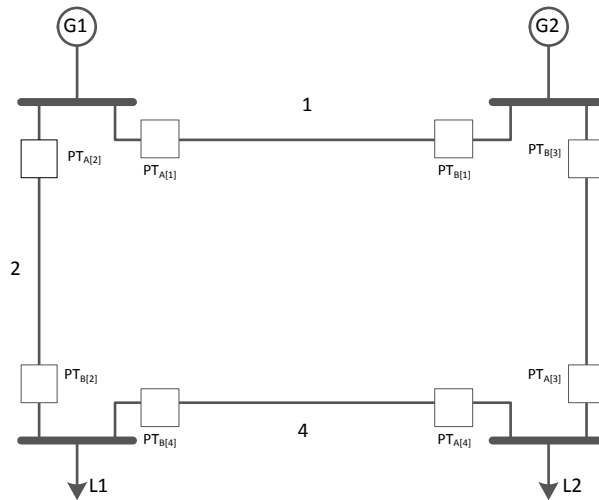 G1
G2
1
PT_A[2]
PT_A[1]
PT_B[1]
PT_B[3]
2
PT_B[2]
PT_A[3]
PT_B[4]
4
PT_A[4]
L1
L2